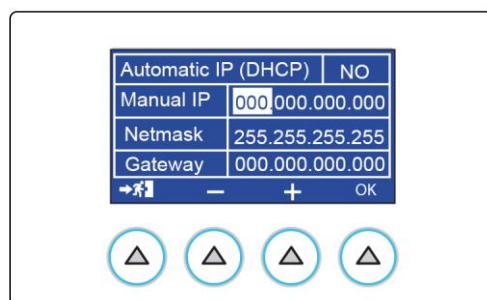 Automatic IP (DHCP) NO
Manual IP 000.000.000.000
Netmask 255.255.255.255
Gateway 000.000.000.000
− + OK